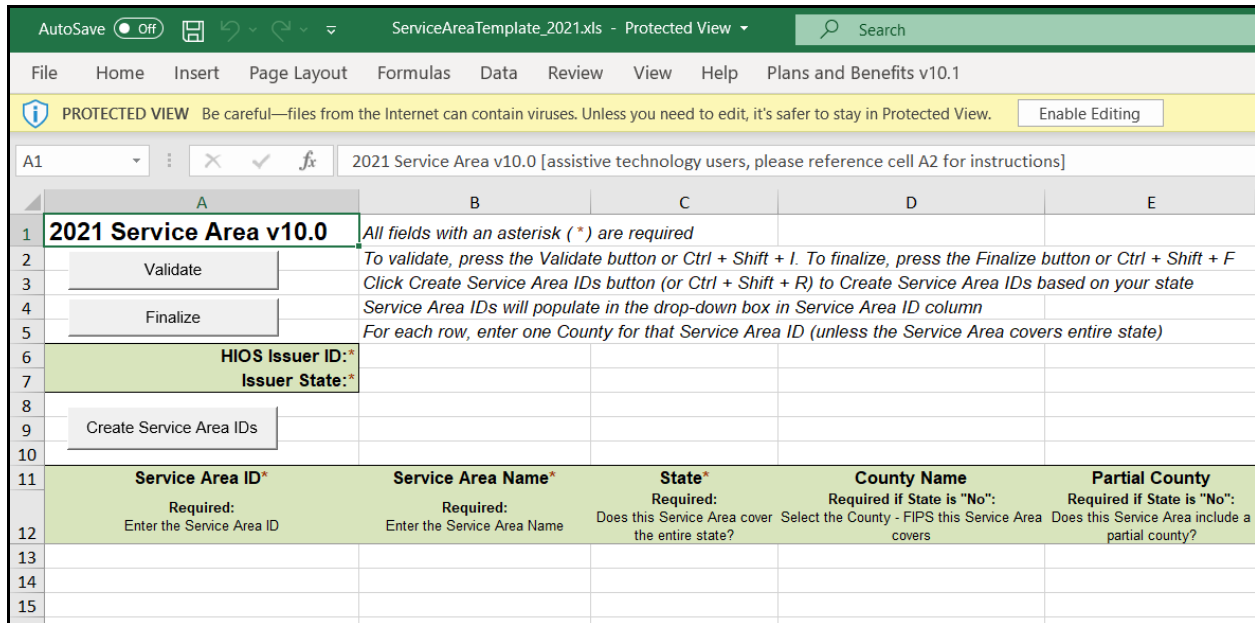 AutoSave Off ServiceAreaTemplate_2021.xls - Protected View Search
File Home Insert Page Layout Formulas Data Review View Help Plans and Benefits v10.1
PROTECTED VIEW Be careful—files from the Internet can contain viruses. Unless you need to edit, it's safer to stay in Protected View. Enable Editing
A1 fx 2021 Service Area v10.0 [assistive technology users, please reference cell A2 for instructions]
A B C D E
1 2021 Service Area v10.0 All fields with an asterisk ( * ) are required
2 To validate, press the Validate button or Ctrl + Shift + I. To finalize, press the Finalize button or Ctrl + Shift + F
Validate
3 Click Create Service Area IDs button (or Ctrl + Shift + R) to Create Service Area IDs based on your state
4 Service Area IDs will populate in the drop-down box in Service Area ID column
Finalize
5 For each row, enter one County for that Service Area ID (unless the Service Area covers entire state)
6 HIOS Issuer ID:*
7 Issuer State:*
8
9 Create Service Area IDs
10
11 Service Area ID* Service Area Name* State* County Name Partial County
Required: Required: Required: Required if State is "No": Required if State is "No":
Enter the Service Area ID Enter the Service Area Name Does this Service Area cover Select the County - FIPS this Service Area Does this Service Area include a
12 the entire state? covers partial county?
13
14
15